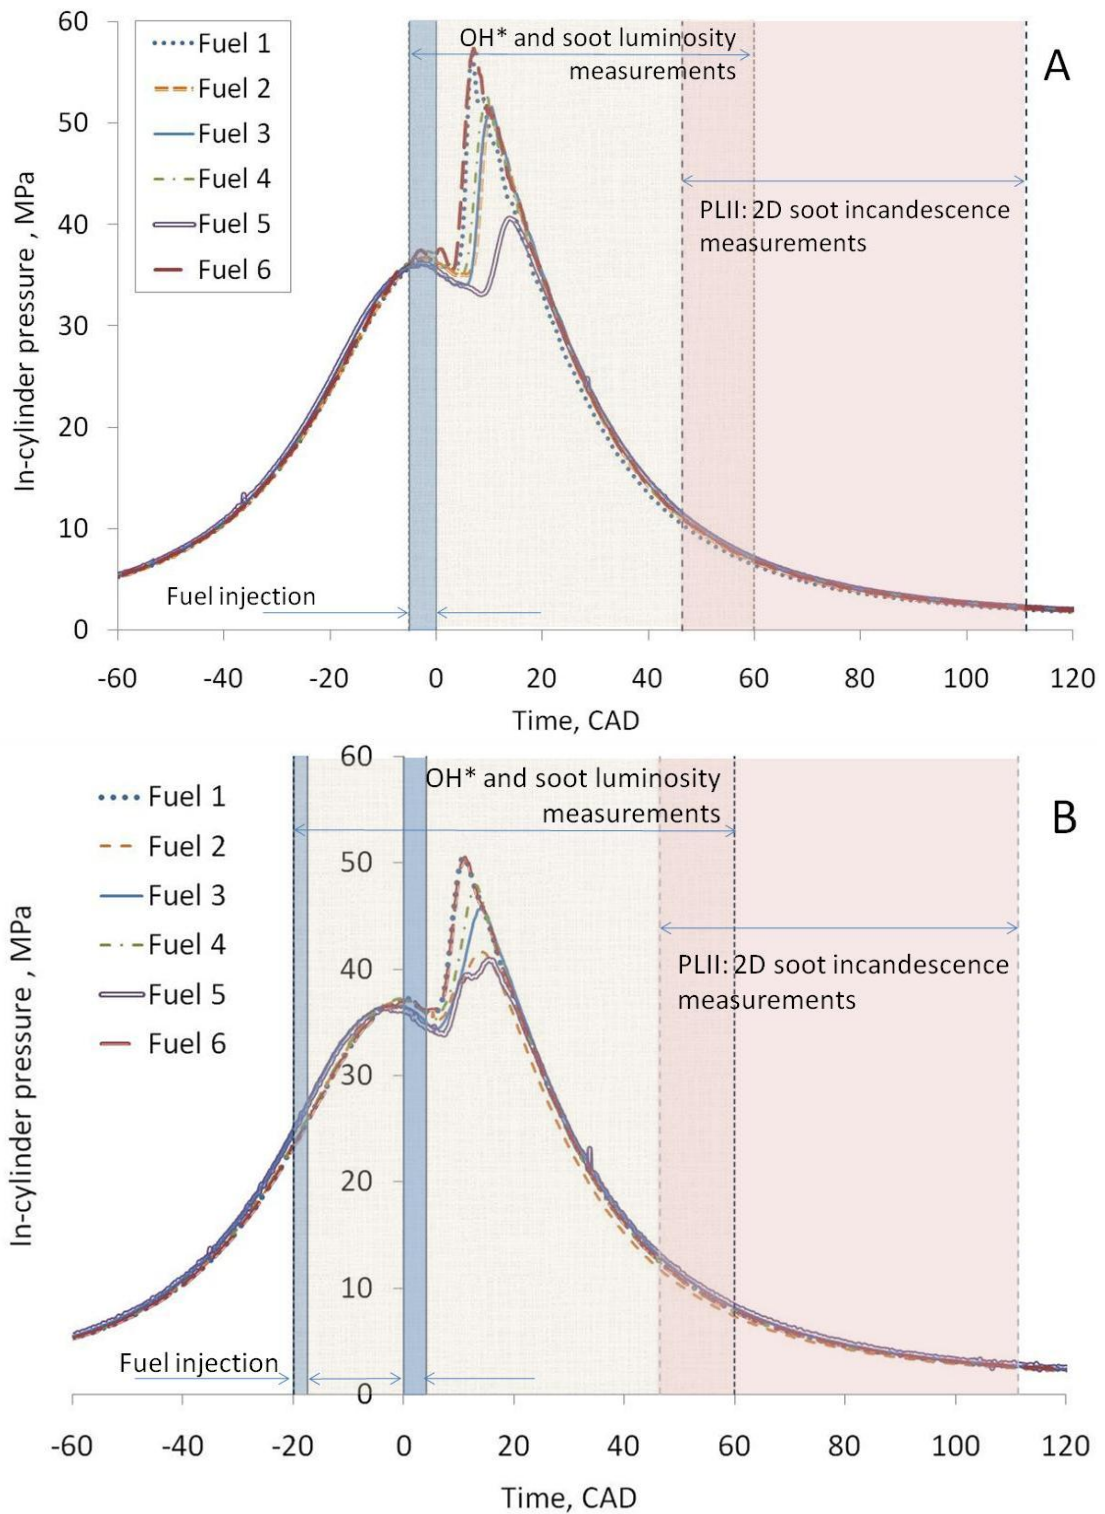 60
50
40
30
20
10
0
In-cylinder pressure , MPa
Fuel 1
Fuel 2
Fuel 3
Fuel 4
Fuel 5
Fuel 6
OH* and soot luminosity
measurements
A
PLII: 2D soot incandescence
measurements
Fuel injection
-60 -40 -20 0 20 40 60 80 100 120
Time, CAD
60
50
40
30
20
10
0
In-cylinder pressure , MPa
Fuel 1
Fuel 2
Fuel 3
Fuel 4
Fuel 5
Fuel 6
OH* and soot luminosity
measurements
B
PLII: 2D soot incandescence
measurements
Fuel injection
-60 -40 -20 0 20 40 60 80 100 120
Time, CAD